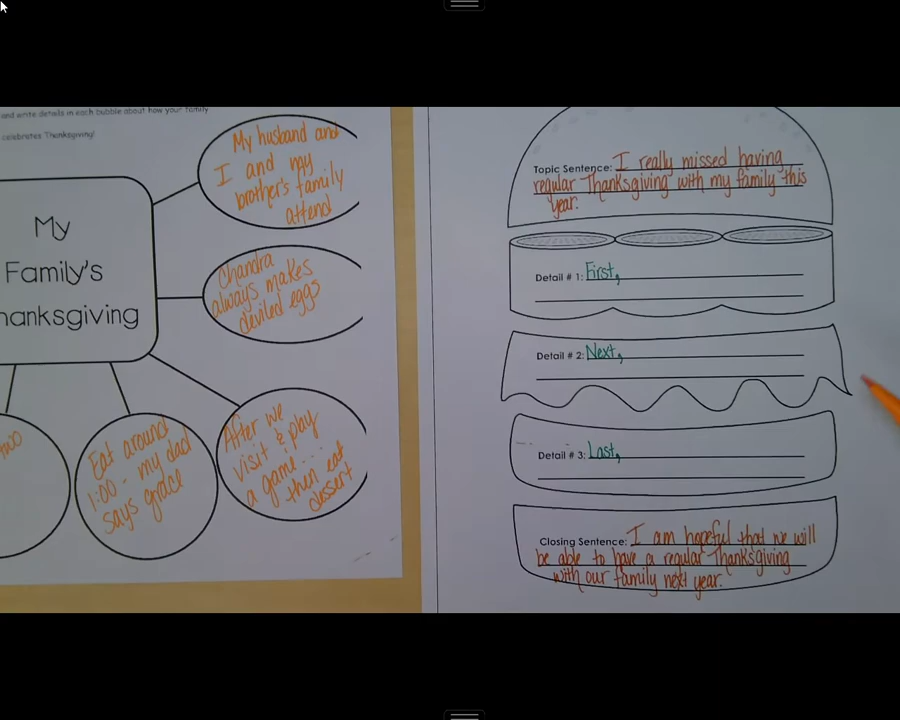 and write details in each bubble about how your family
celebrates Thanksgiving!
My
Family's
hanksgiving
My husband and
I and my
brother's family
attend
Chandra
always makes
deviled eggs
After we
visit & play
a game...
then eat
dessert
Eat around
1:00 - my dad
says grace
two
Topic Sentence: I really missed having
regular Thanksgiving with my family this
year.
Detail # 1: First,
Detail # 2: Next,
Detail # 3: Last,
Closing Sentence: I am hopeful that we will
be able to have a regular Thanksgiving
with our family next year.